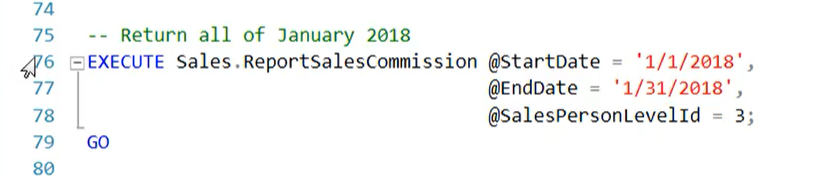 74
75 -- Return all of January 2018
76 EXECUTE Sales.ReportSalesCommission @StartDate = '1/1/2018',
77 @EndDate = '1/31/2018',
78 @SalesPersonLevelId = 3;
79 GO
80